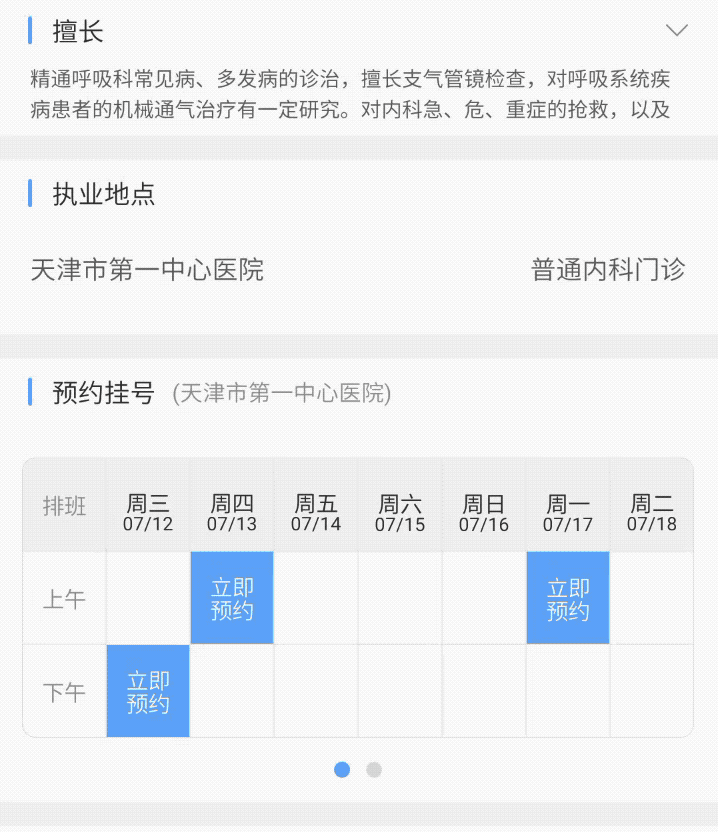 擅长
精通呼吸科常见病、多发病的诊治，擅长支气管镜检查，对呼吸系统疾
病患者的机械通气治疗有一定研究。对内科急、危、重症的抢救，以及
执业地点
天津市第一中心医院 普通内科门诊
预约挂号 (天津市第一中心医院)
排班 周三 周四 周五 周六 周日 周一 周二
07/12 07/13 07/14 07/15 07/16 07/17 07/18
上午 立即 立即
预约 预约
下午 立即
预约